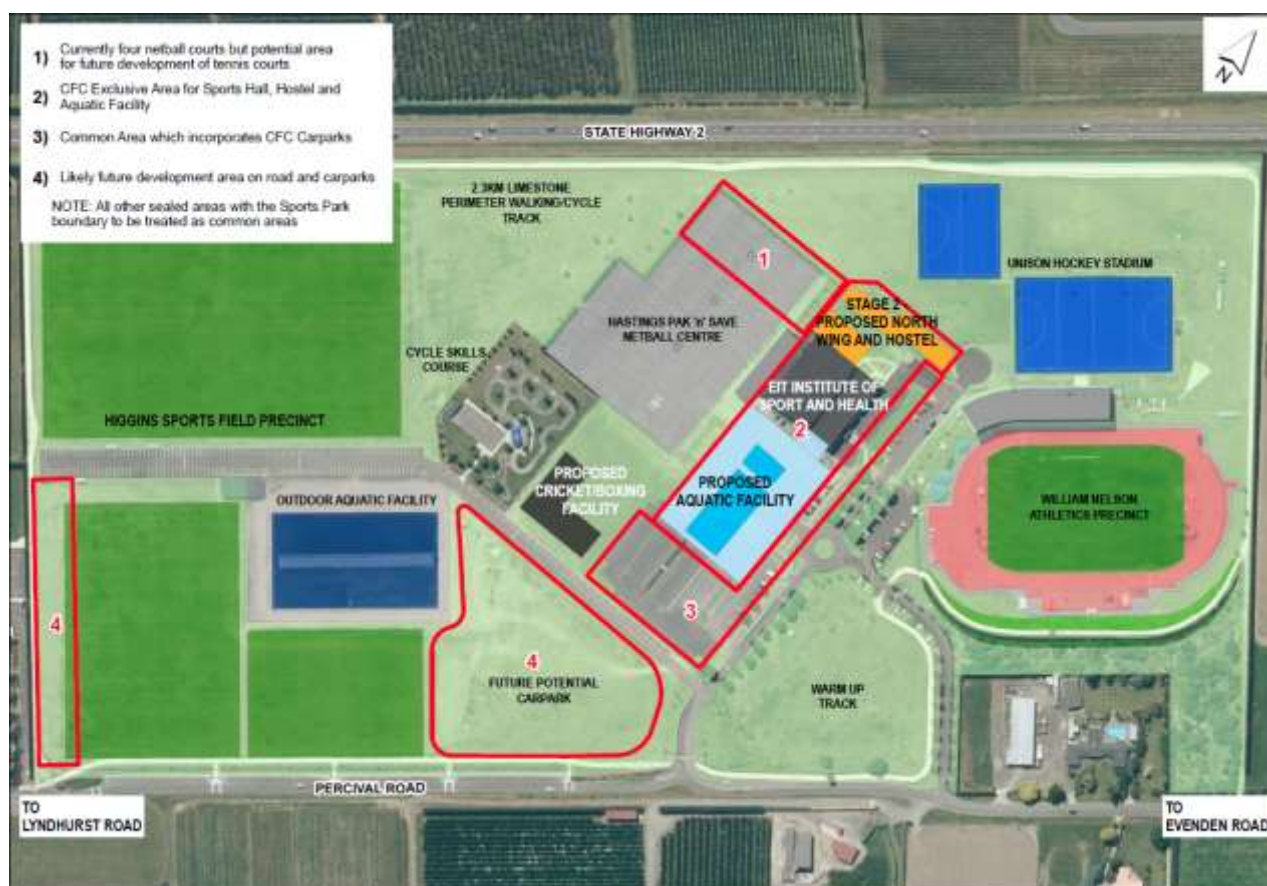 1) Currently four netball courts but potential area
for future development of tennis courts
2) CFC Exclusive Area for Sports Hall, Hostel and
Aquatic Facility
3) Common Area which incorporates CFC Carparks
4) Likely future development area on road and carparks
NOTE: All other sealed areas with the Sports Park
boundary to be treated as common areas
N
STATE HIGHWAY 2
2.3KM LIMESTONE
PERIMETER WALKING/CYCLE
TRACK
1
UNISON HOCKEY STADIUM
STAGE 2 -
PROPOSED NORTH
WING AND HOSTEL
HASTINGS PAK 'n' SAVE
NETBALL CENTRE
CYCLE SKILLS
COURSE
EIT INSTITUTE OF
SPORT AND HEALTH
2
HIGGINS SPORTS FIELD PRECINCT
PROPOSED
CRICKET/BOXING
FACILITY
PROPOSED
AQUATIC FACILITY
OUTDOOR AQUATIC FACILITY
WILLIAM NELSON
ATHLETICS PRECINCT
3
4
4
FUTURE POTENTIAL
CARPARK
WARM UP
TRACK
PERCIVAL ROAD
TO
LYNDHURST ROAD
TO
EVENDEN ROAD